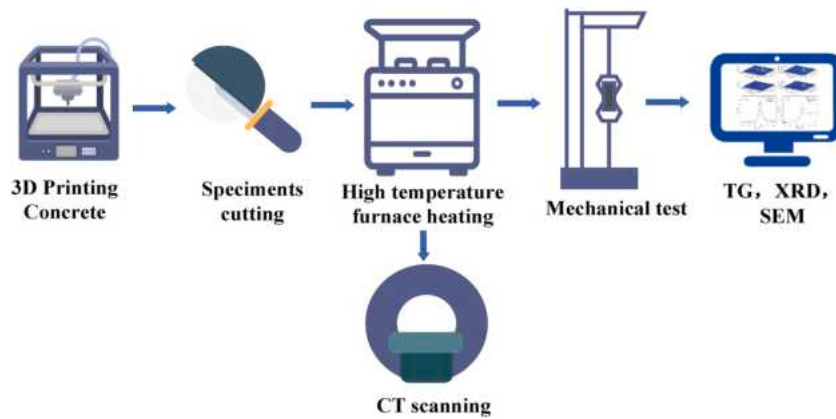 3D Printing
Concrete
Speciments
cutting
High temperature
furnace heating
Mechanical test
TG，XRD，
SEM
CT scanning